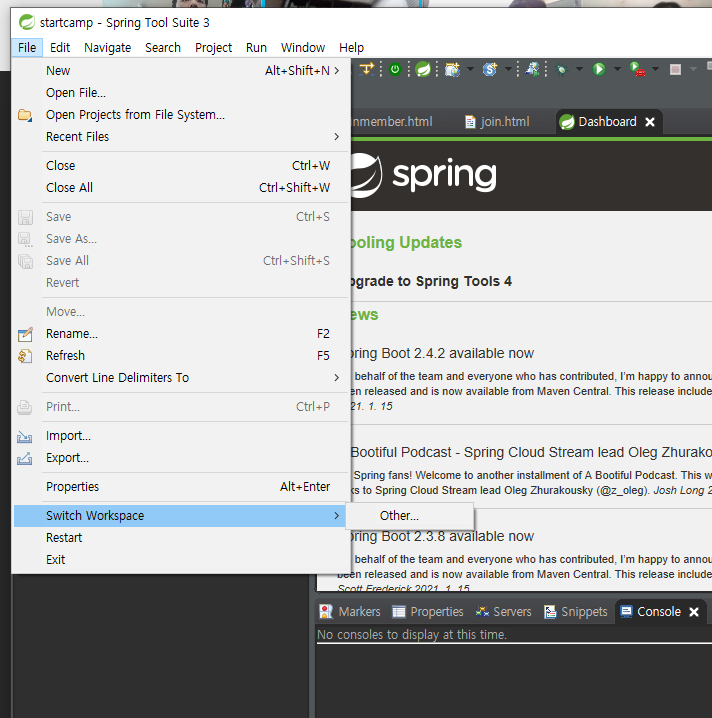 startcamp - Spring Tool Suite 3
File Edit Navigate Search Project Run Window Help
New Alt+Shift+N
Open File...
Open Projects from File System...
Recent Files
Close Ctrl+W
Close All Ctrl+Shift+W
Save Ctrl+S
Save As...
Save All Ctrl+Shift+S
Revert
Move...
Rename... F2
Refresh F5
Convert Line Delimiters To
Print... Ctrl+P
Import...
Export...
Properties Alt+Enter
Switch Workspace
Restart
Exit
Other...
nmember.html join.html Dashboard
spring
ooling Updates
pgrade to Spring Tools 4
ews
pring Boot 2.4.2 available now
behalf of the team and everyone who has contributed, I'm happy to annou
een released and is now available from Maven Central. This release include
21. 1. 15
Bootiful Podcast - Spring Cloud Stream lead Oleg Zhurako
Spring fans! Welcome to another installment of A Bootiful Podcast. This w
ks to Spring Cloud Stream lead Oleg Zhurakousky (@z_oleg). Josh Long 2
pring Boot 2.3.8 available now
behalf of the team and everyone who has contributed, I'm happy to annou
been released and is now available from Maven Central. This release include
Scott Frederick 2021. 1. 15
Markers Properties Servers Snippets Console
No consoles to display at this time.